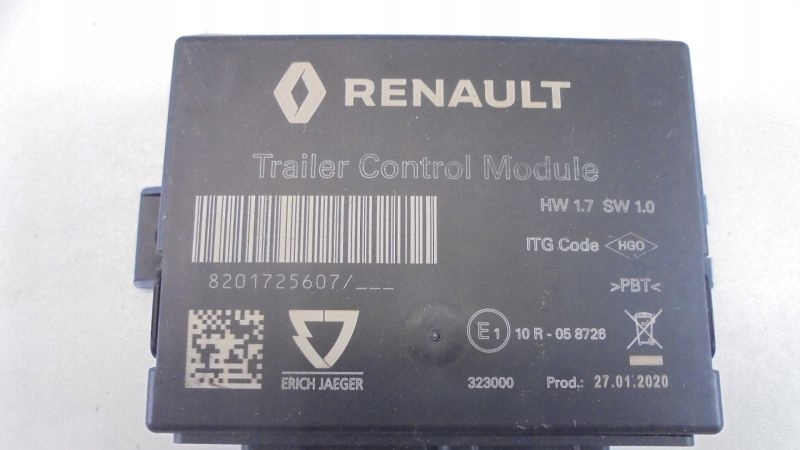 RENAULT
Trailer Control Module
HW 1.7 SW 1.0
ITG Code HGO
8201725607/___
>PBT<
E1 10 R - 05 8726
ERICH JAEGER
323000 Prod.: 27.01.2020